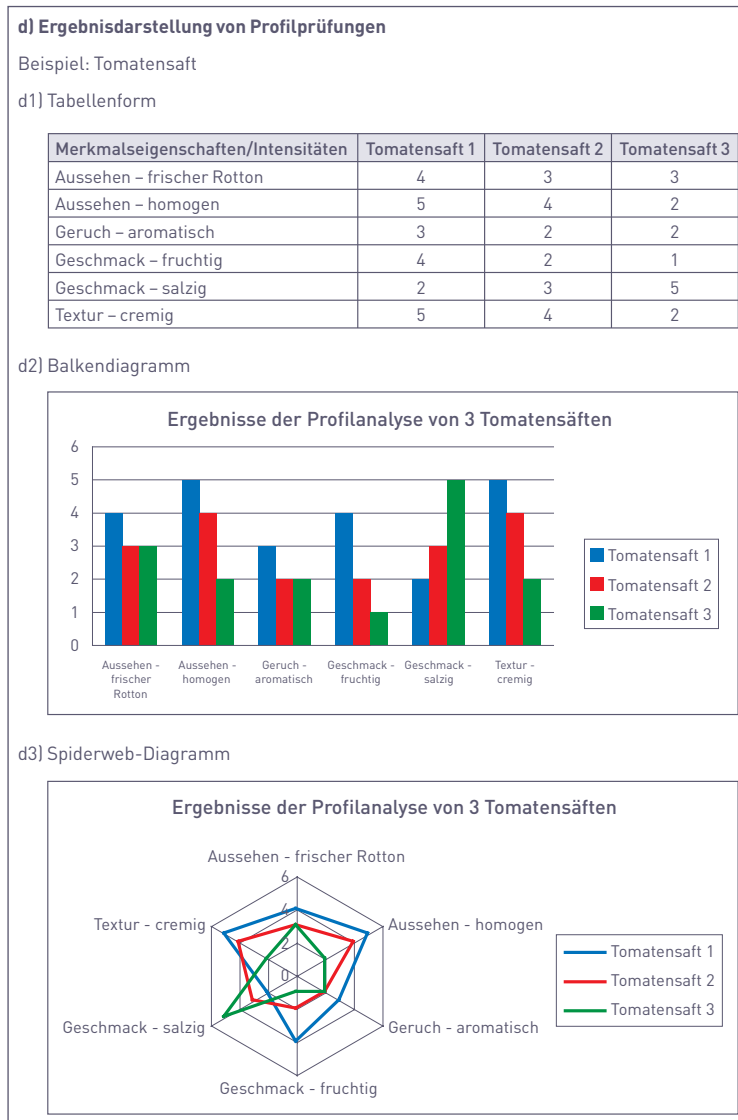 d) Ergebnisdarstellung von Profilprüfungen
Beispiel: Tomatensaft
d1) Tabellenform
Merkmalseigenschaften/Intensitäten Tomatensaft 1 Tomatensaft 2 Tomatensaft 3
Aussehen – frischer Rotton 4 3 3
Aussehen – homogen 5 4 2
Geruch – aromatisch 3 2 2
Geschmack – fruchtig 4 2 1
Geschmack – salzig 2 3 5
Textur – cremig 5 4 2
d2) Balkendiagramm
Ergebnisse der Profilanalyse von 3 Tomatensäften
6
5
4
3
2
1
0
Aussehen - frischer Rotton
Aussehen - homogen
Geruch - aromatisch
Geschmack - fruchtig
Geschmack - salzig
Textur - cremig
Tomatensaft 1
Tomatensaft 2
Tomatensaft 3
d3) Spiderweb-Diagramm
Ergebnisse der Profilanalyse von 3 Tomatensäften
Aussehen - frischer Rotton
6
4
2
0
Textur - cremig
Aussehen - homogen
Geschmack - salzig
Geruch - aromatisch
Geschmack - fruchtig
Tomatensaft 1
Tomatensaft 2
Tomatensaft 3